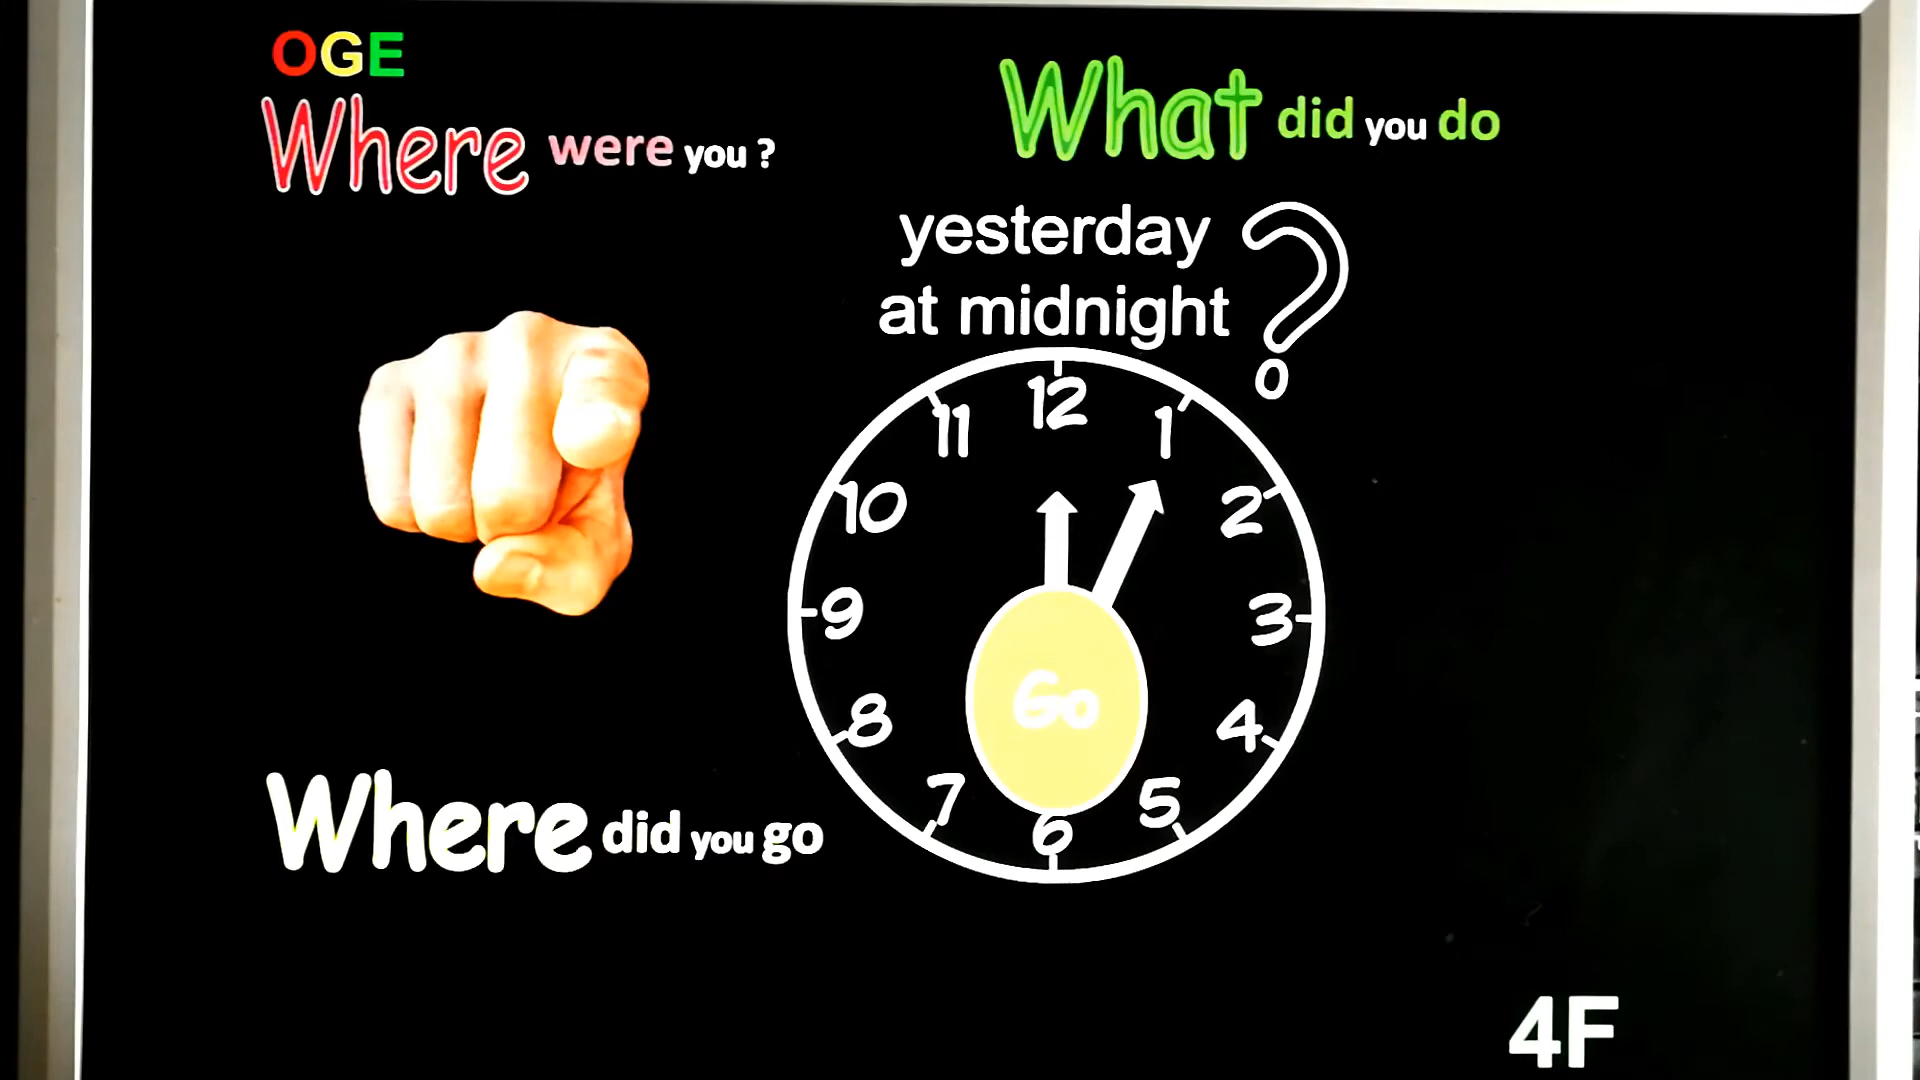 OGE
Where were you ?
What did you do
yesterday
at midnight ?
12
11
1
10
2
9
3
8
4
7
5
6
Go
Where did you go
4F